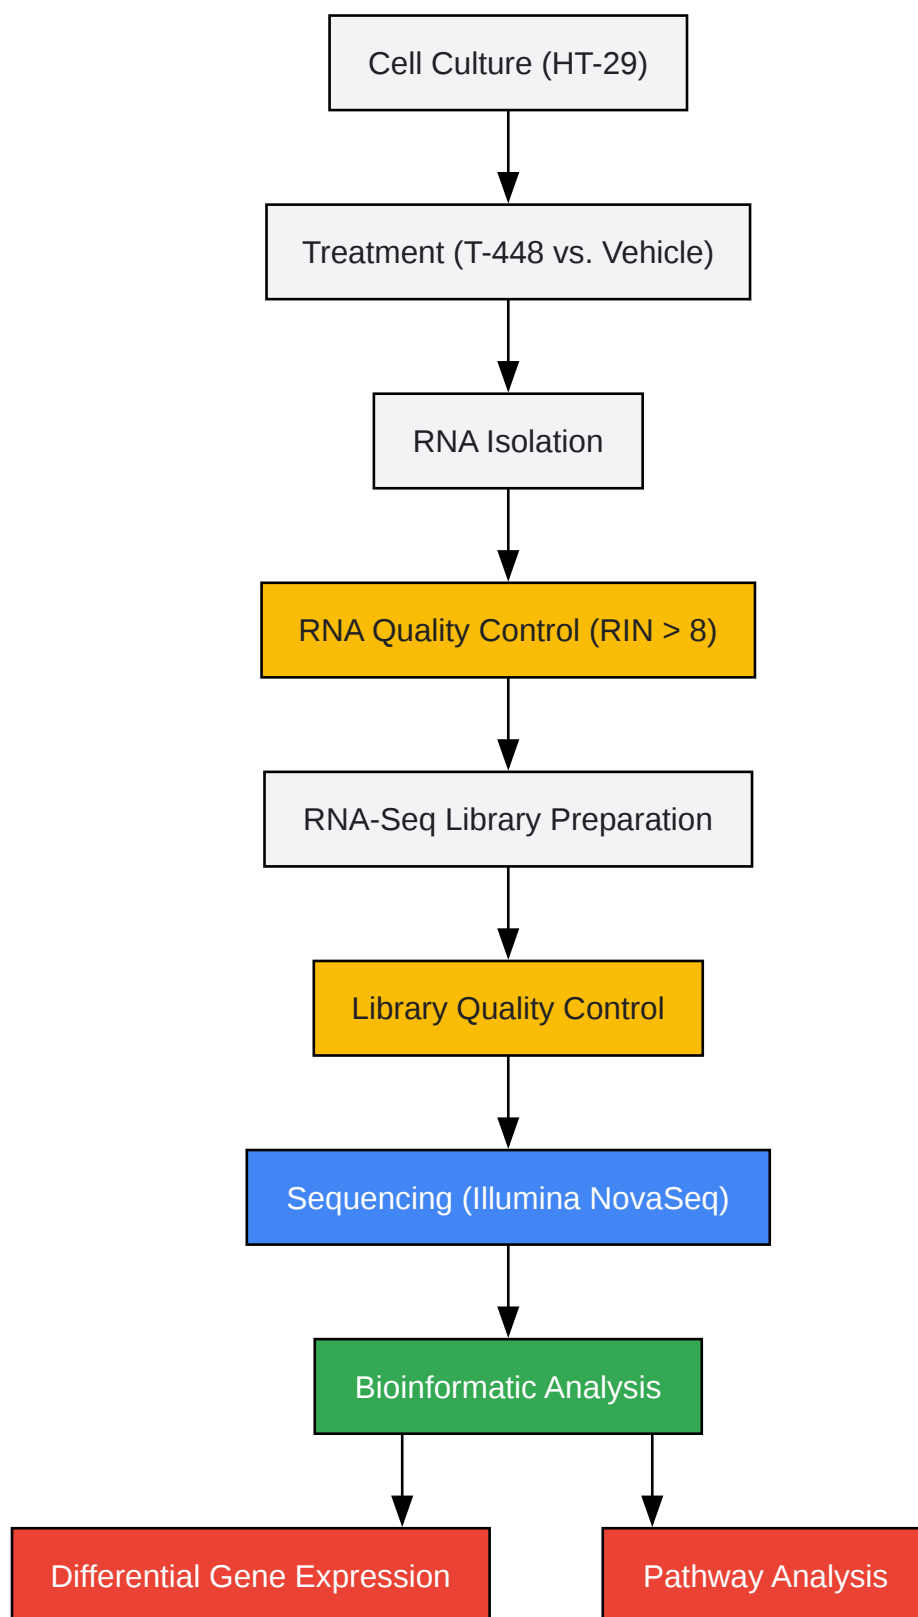 Cell Culture (HT-29)
Treatment (T-448 vs. Vehicle)
RNA Isolation
RNA Quality Control (RIN > 8)
RNA-Seq Library Preparation
Library Quality Control
Sequencing (Illumina NovaSeq)
Bioinformatic Analysis
Differential Gene Expression
Pathway Analysis